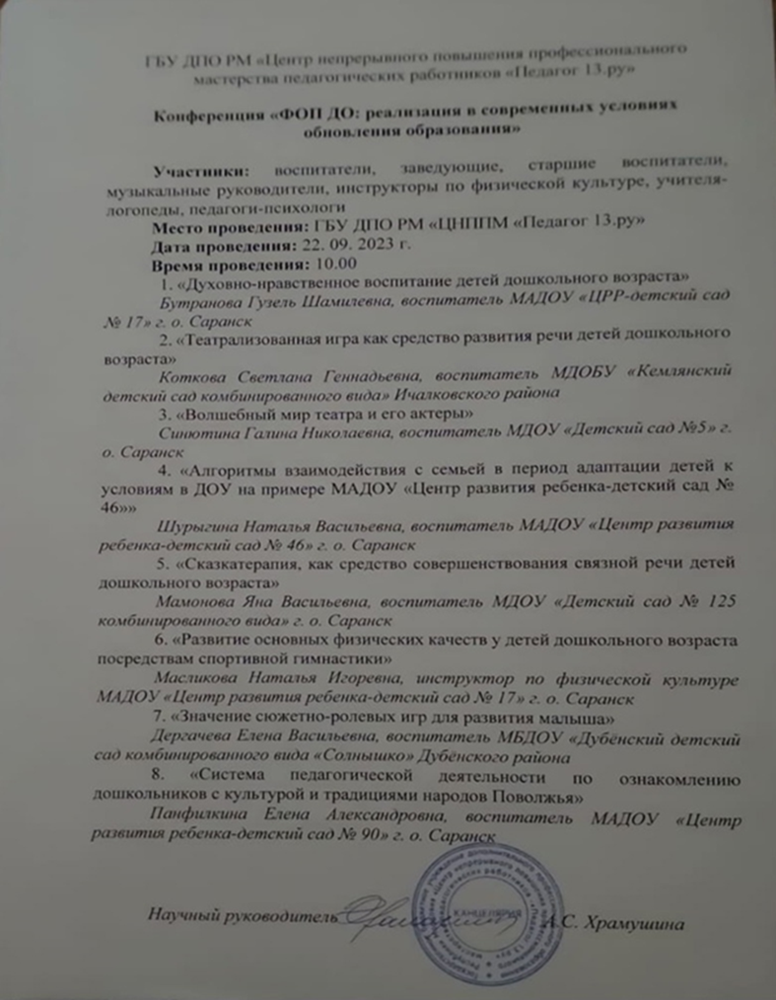 ГБУ ДПО РМ «Центр непрерывного повышения профессионального
мастерства педагогических работников «Педагог 13.ру»
Конференция «ФОП ДО: реализация в современных условиях
обновления образования»
Участники: воспитатели, заведующие, старшие воспитатели,
музыкальные руководители, инструкторы по физической культуре, учителя-
логопеды, педагоги-психологи
Место проведения: ГБУ ДПО РМ «ЦНППМ «Педагог 13.ру»
Дата проведения: 22. 09. 2023 г.
Время проведения: 10.00
1. «Духовно-нравственное воспитание детей дошкольного возраста»
Бутранова Гузель Шамилевна, воспитатель МАДОУ «ЦРР-детский сад
№ 17» г. о. Саранск
2. «Театрализованная игра как средство развития речи детей дошкольного
возраста»
Коткова Светлана Геннадьевна, воспитатель МДОБУ «Кемлянский
детский сад комбинированного вида» Ичалковского района
3. «Волшебный мир театра и его актеры»
Синютина Галина Николаевна, воспитатель МДОУ «Детский сад №5» г.
о. Саранск
4. «Алгоритмы взаимодействия с семьей в период адаптации детей к
условиям в ДОУ на примере МАДОУ «Центр развития ребенка-детский сад №
46»»
Шурыгина Наталья Васильевна, воспитатель МАДОУ «Центр развития
ребенка-детский сад № 46» г. о. Саранск
5. «Сказкатерапия, как средство совершенствования связной речи детей
дошкольного возраста»
Мамонова Яна Васильевна, воспитатель МДОУ «Детский сад № 125
комбинированного вида» г. о. Саранск
6. «Развитие основных физических качеств у детей дошкольного возраста
посредствам спортивной гимнастики»
Масликова Наталья Игоревна, инструктор по физической культуре
МАДОУ «Центр развития ребенка-детский сад № 17» г. о. Саранск
7. «Значение сюжетно-ролевых игр для развития малыша»
Дергачева Елена Васильевна, воспитатель МБДОУ «Дубёнский детский
сад комбинированного вида «Солнышко» Дубёнского района
8. «Система педагогической деятельности по ознакомлению
дошкольников с культурой и традициями народов Поволжья»
Панфилкина Елена Александровна, воспитатель МАДОУ «Центр
развития ребенка-детский сад № 90» г. о. Саранск
Научный руководитель
КАНЦЕЛЯРИЯ
А.С. Храмушина